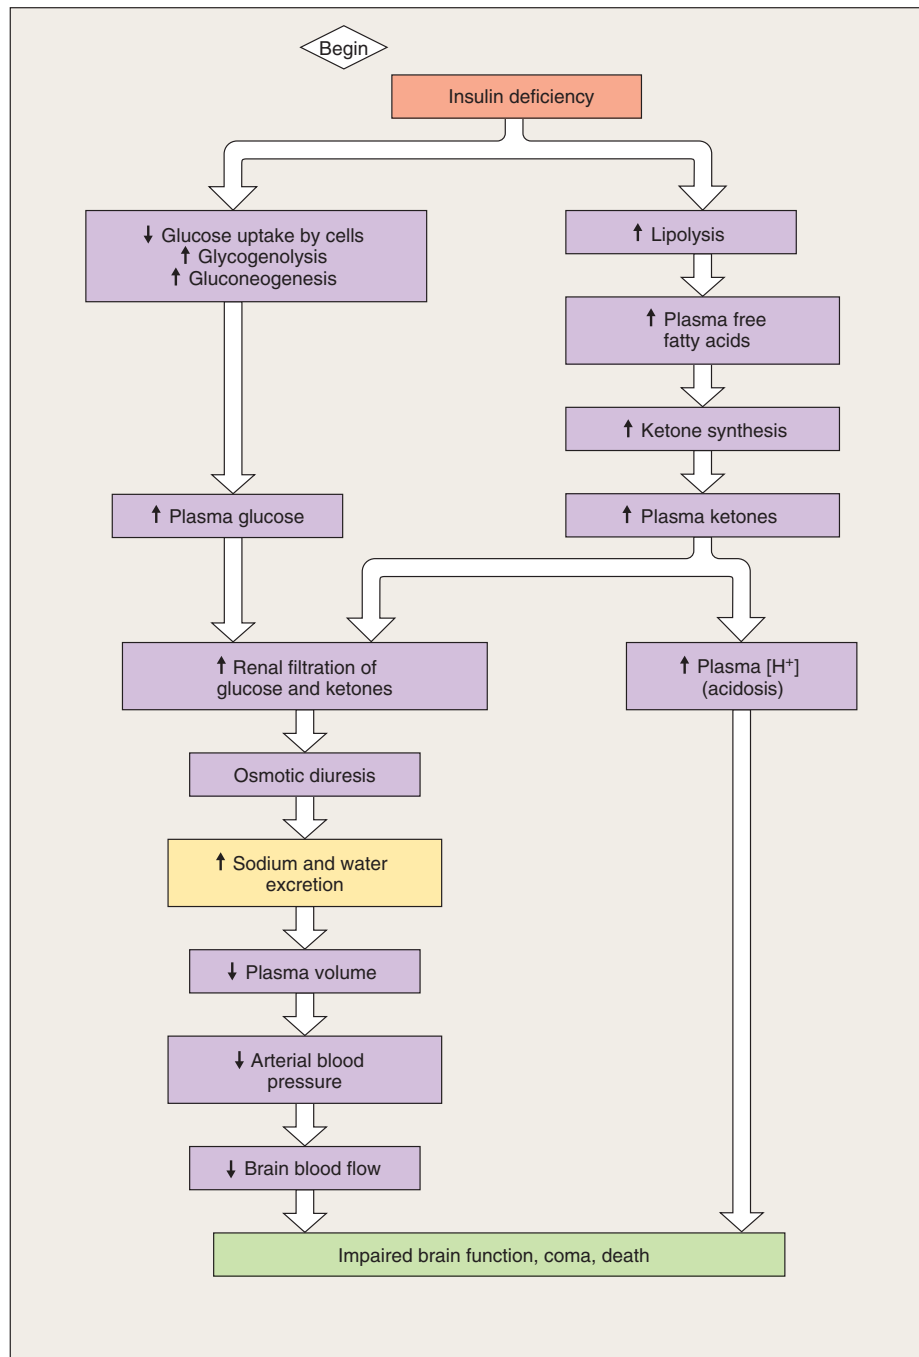 Begin
Insulin deficiency
↓ Glucose uptake by cells
↑ Glycogenolysis
↑ Gluconeogenesis
↑ Lipolysis
↑ Plasma free
fatty acids
↑ Ketone synthesis
↑ Plasma glucose
↑ Plasma ketones
↑ Renal filtration of
glucose and ketones
↑ Plasma [H⁺]
(acidosis)
Osmotic diuresis
↑ Sodium and water
excretion
↓ Plasma volume
↓ Arterial blood
pressure
↓ Brain blood flow
Impaired brain function, coma, death